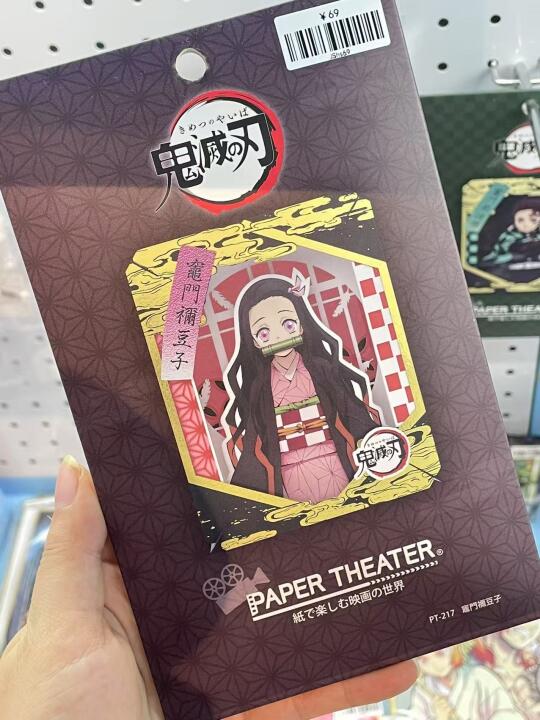 ¥69
きめつのやいば
鬼滅の刃
竈門禰豆子
鬼滅の刃
PAPER THEATER®
紙で楽しむ映画の世界
PT-217 竈門禰豆子
PAPER THEATER